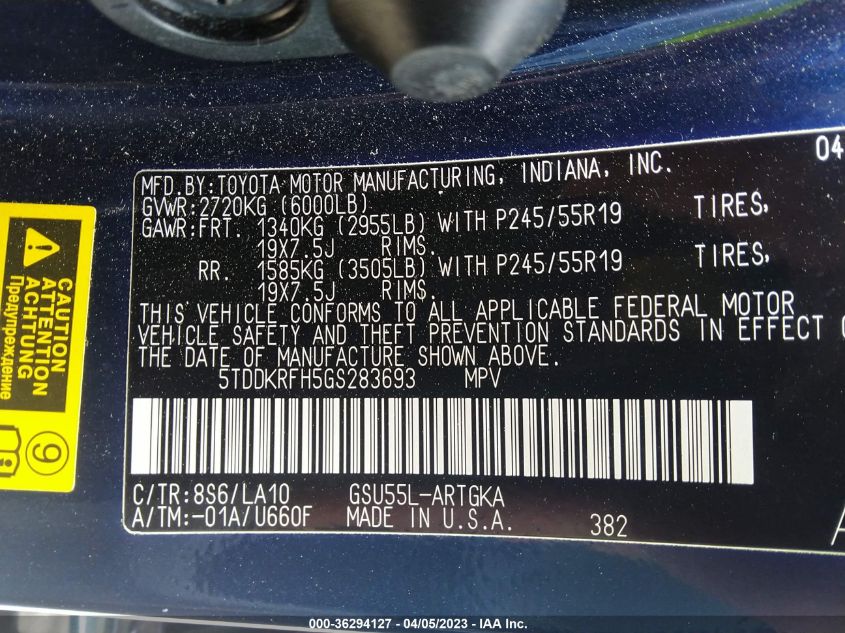 04
MFD.BY:TOYOTA MOTOR MANUFACTURING, INDIANA, INC.
GVWR:2720KG (6000LB)
GAWR:FRT. 1340KG (2955LB) WITH P245/55R19 TIRES,
19X7.5J RIMS.
RR. 1585KG (3505LB) WITH P245/55R19 TIRES,
19X7.5J RIMS.
THIS VEHICLE CONFORMS TO ALL APPLICABLE FEDERAL MOTOR
VEHICLE SAFETY AND THEFT PREVENTION STANDARDS IN EFFECT
THE DATE OF MANUFACTURE SHOWN ABOVE.
5TDDKRFH5GS283693 MPV
C/TR:8S6/LA10 GSU55L-ARTGKA
A/TM:-01A/U660F MADE IN U.S.A. 382
CAUTION
ATTENTION
ACHTUNG
Предупреждение
9
000-36294127 - 04/05/2023 - IAA Inc.